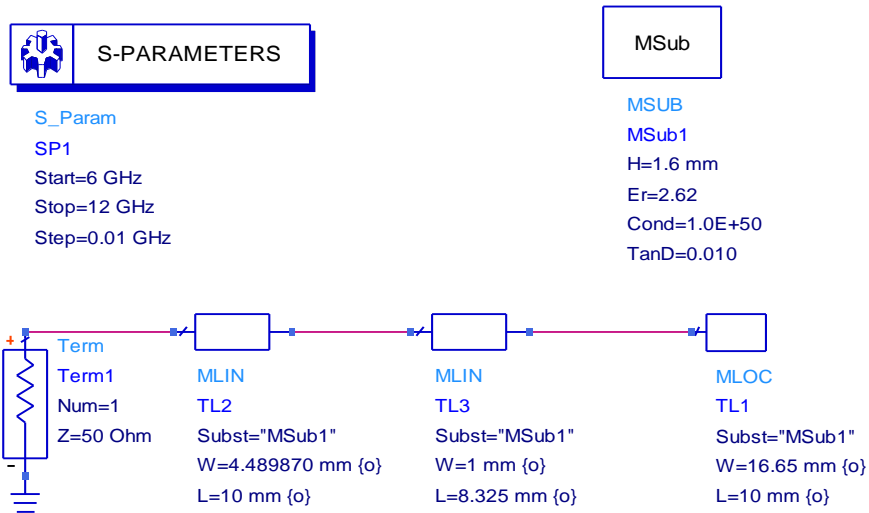 S-PARAMETERS
S_Param
SP1
Start=6 GHz
Stop=12 GHz
Step=0.01 GHz
MSub
MSUB
MSub1
H=1.6 mm
Er=2.62
Cond=1.0E+50
TanD=0.010
+
Term
Term1
Num=1
Z=50 Ohm
-
MLIN
TL2
Subst="MSub1"
W=4.489870 mm {o}
L=10 mm {o}
MLIN
TL3
Subst="MSub1"
W=1 mm {o}
L=8.325 mm {o}
MLOC
TL1
Subst="MSub1"
W=16.65 mm {o}
L=10 mm {o}